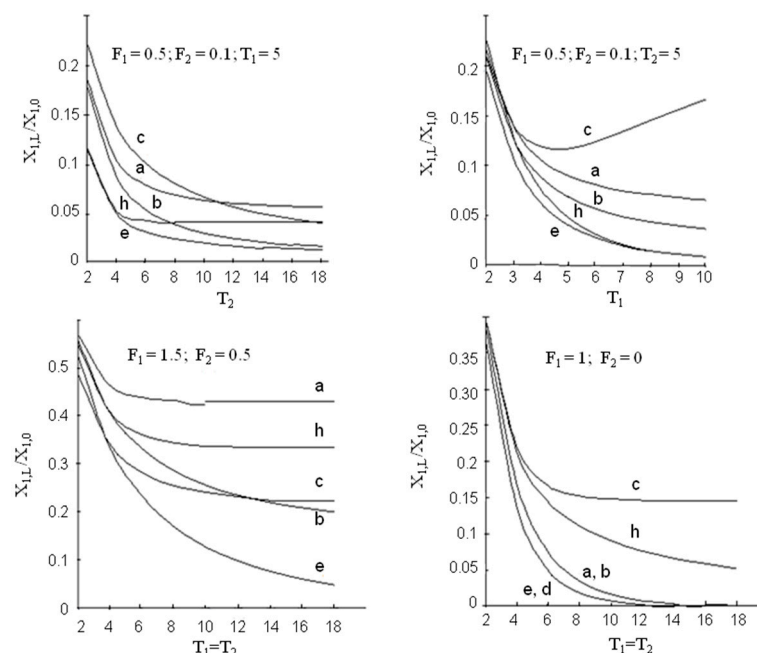 F₁ = 0.5; F₂ = 0.1; T₁ = 5
X₁,L/X₁,0
0.2
0.15
0.1
0.05
0
c
a
b
h
e
2 4 6 8 10 12 14 16 18
T₂
F₁ = 0.5; F₂ = 0.1; T₂ = 5
X₁,L/X₁,0
0.2
0.15
0.1
0.05
0
c
a
b
h
e
2 3 4 5 6 7 8 9 10
T₁
F₁ = 1.5; F₂ = 0.5
X₁,L/X₁,0
0.5
0.4
0.3
0.2
0.1
0
a
h
c
b
e
2 4 6 8 10 12 14 16 18
T₁=T₂
F₁ = 1; F₂ = 0
X₁,L/X₁,0
0.35
0.30
0.25
0.20
0.15
0.10
0.05
0
c
h
a, b
e, d
2 4 6 8 10 12 14 16 18
T₁=T₂